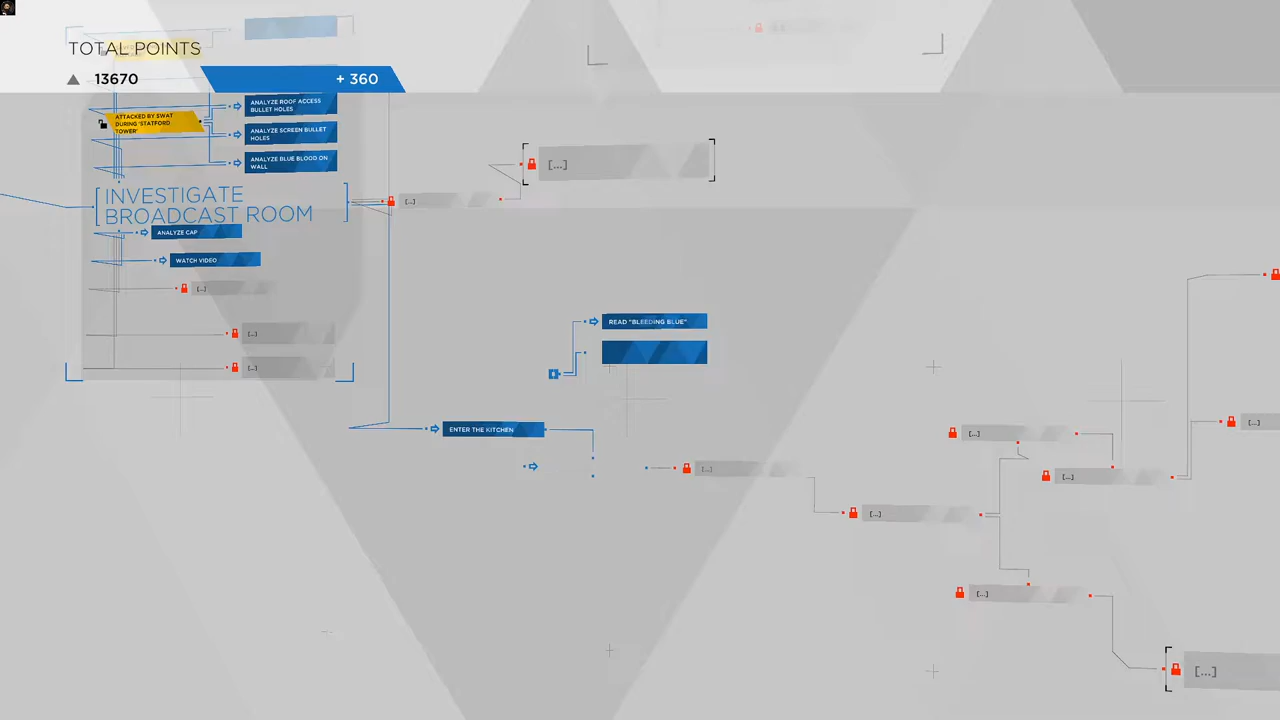 TOTAL POINTS
13670
+ 360
ANALYZE ROOF ACCESS
BULLET HOLES
ATTACKED BY SWAT
DURING 'STATFORD
TOWER'
ANALYZE SCREEN BULLET
HOLES
ANALYZE BLUE BLOOD ON
WALL
[...]
INVESTIGATE
BROADCAST ROOM
[...]
ANALYZE CAP
WATCH VIDEO
[...]
READ "BLEEDING BLUE"
[...]
[...]
[...]
ENTER THE KITCHEN
[...]
[...]
[...]
[...]
[...]
[...]